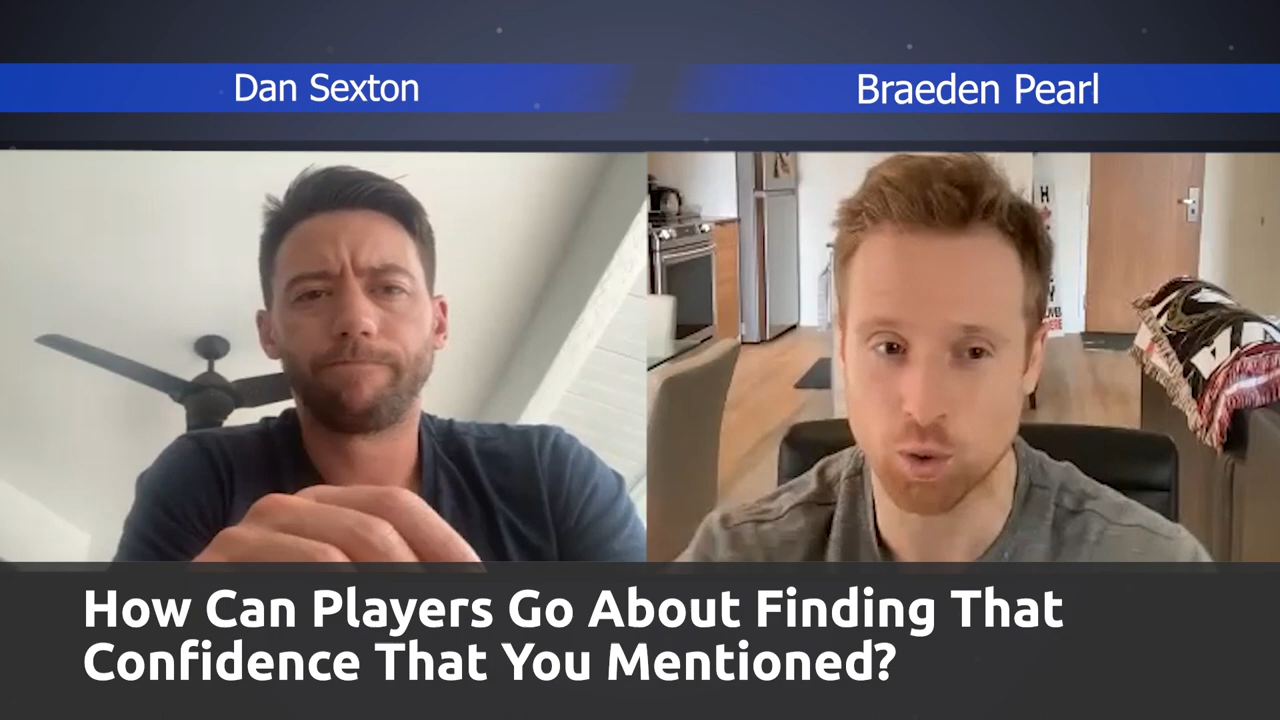 Dan Sexton
Braeden Pearl
H
How Can Players Go About Finding That
Confidence That You Mentioned?